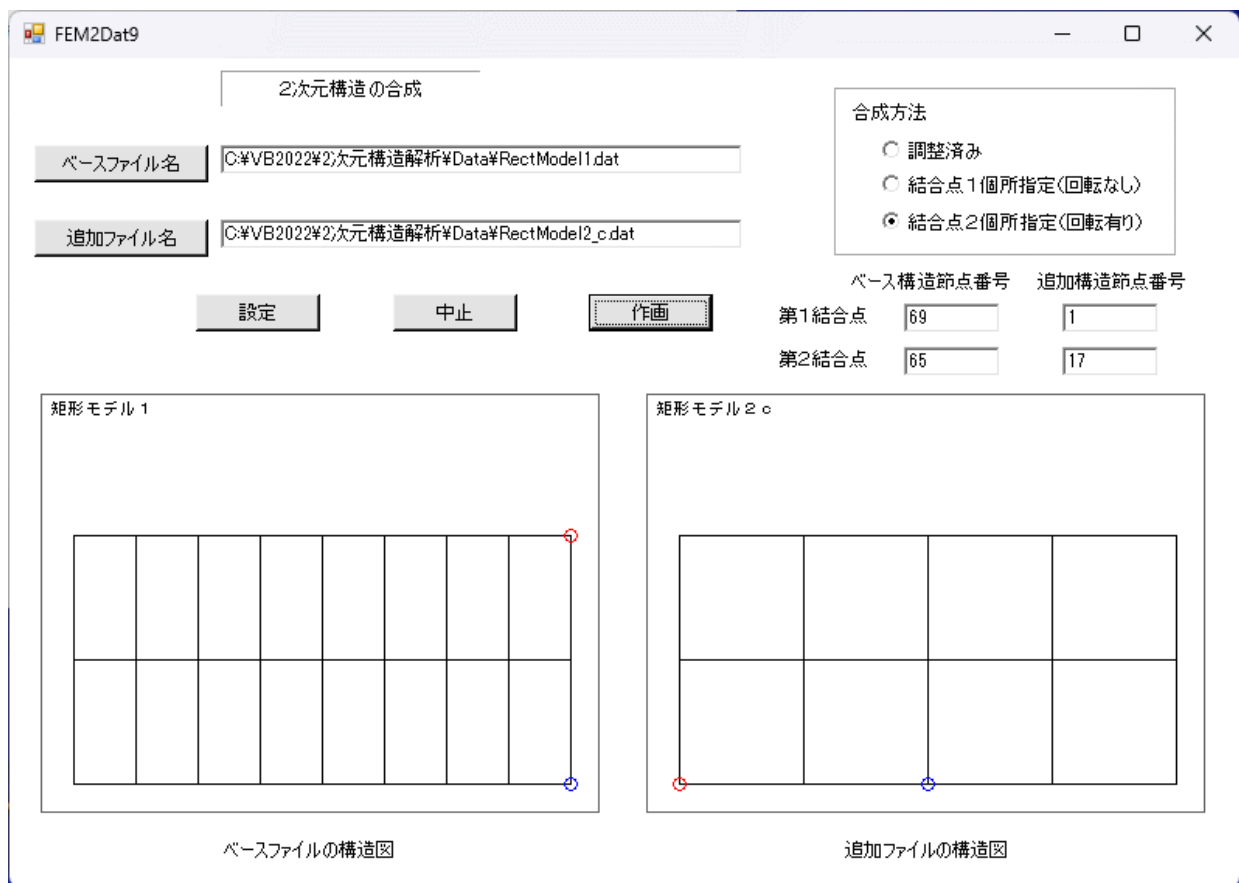 FEM2Dat9
2次元構造の合成
ベースファイル名
C:¥VB2022¥2次元構造解析¥Data¥RectModel1.dat
追加ファイル名
C:¥VB2022¥2次元構造解析¥Data¥RectModel2_c.dat
設定
中止
作画
合成方法
調整済み
結合点1個所指定(回転なし)
結合点2個所指定(回転有り)
ベース構造節点番号 追加構造節点番号
第1結合点 69 1
第2結合点 65 17
矩形モデル1
矩形モデル2c
ベースファイルの構造図
追加ファイルの構造図